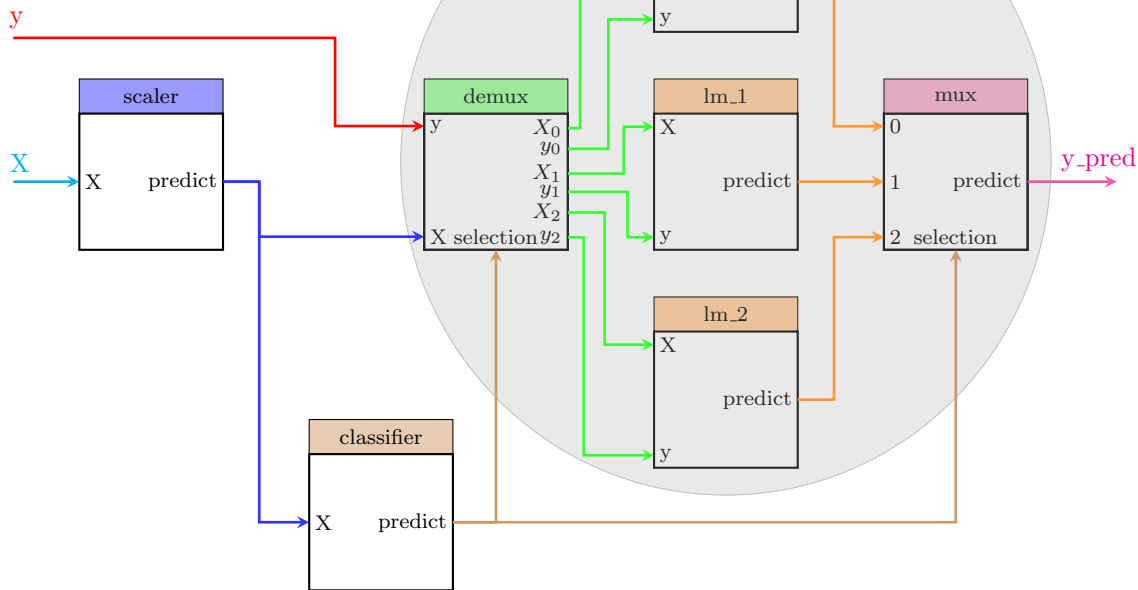 y
y
scaler
demux
lm_1
mux
y
X_0
y_0
X
0
X
X
predict
X_1
y_1
predict
1
predict
y_pred
X_2
X selection
y_2
y
2 selection
lm_2
X
predict
classifier
y
X
predict